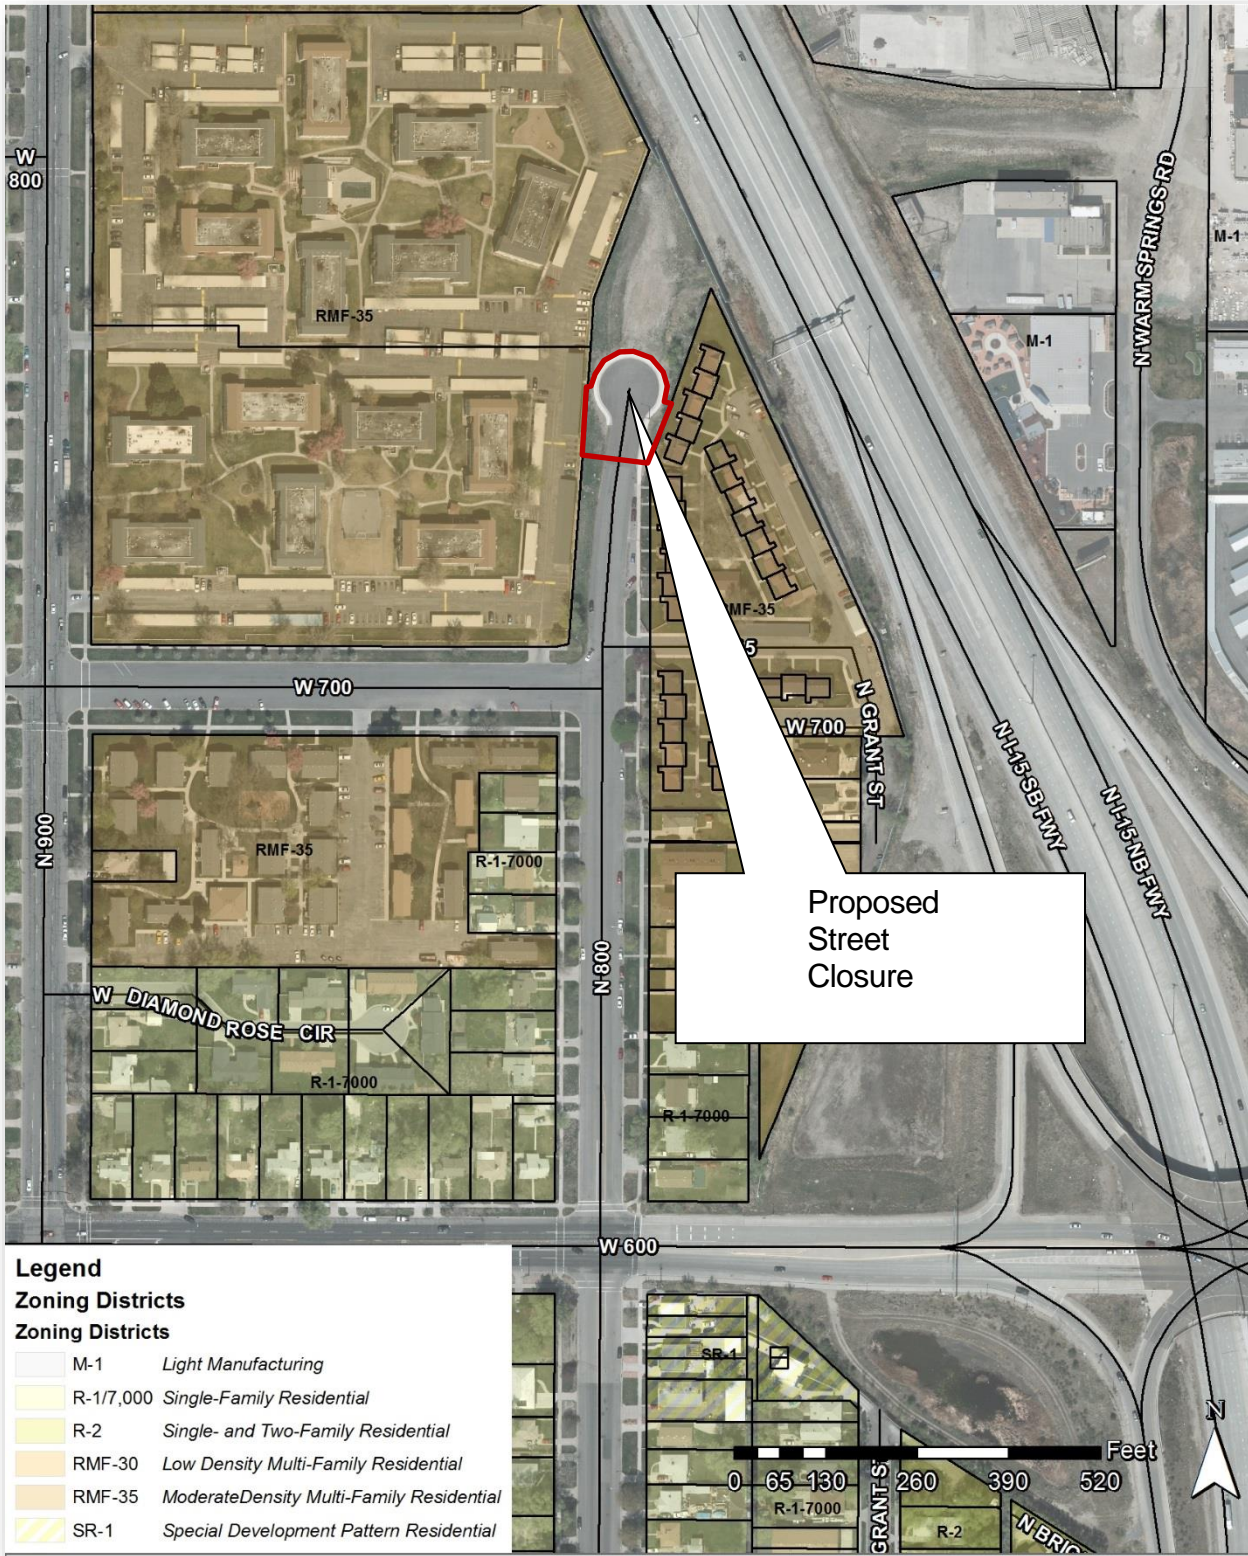 W
800
N WARM SPRINGS RD
M-1
RMF-35
M-1
RMF-35
5
W 700
N GRANT ST
W 700
N I-15 SB FWY
N I-15 NB FWY
N 900
RMF-35
R-1-7000
Proposed
Street
Closure
N 800
W DIAMOND ROSE CIR
R-1-7000
R-1-7000
W 600
Legend
Zoning Districts
Zoning Districts
M-1 Light Manufacturing
R-1/7,000 Single-Family Residential
R-2 Single- and Two-Family Residential
RMF-30 Low Density Multi-Family Residential
RMF-35 ModerateDensity Multi-Family Residential
SR-1 Special Development Pattern Residential
SR-1
N
Feet
0 65 130 260 390 520
R-1-7000
GRANT ST
R-2